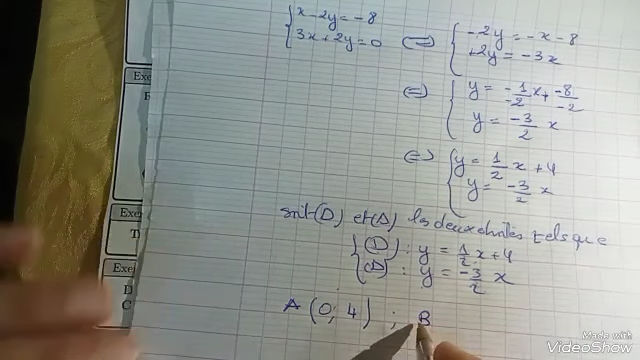 x - 2y = -8
3x + 2y = 0 ⇔ { -2y = -x - 8
+2y = -3x
⇔ { y = -1/-2 x + -8/-2
y = -3/2 x
⇔ { y = 1/2 x + 4
y = -3/2 x
soit (D) et (Δ) les deux droites tels que
(D) : y = 1/2 x + 4
(Δ) : y = -3/2 x
A (0; 4) ; B
Exe
Exe
Exe
Made with
VideoShow